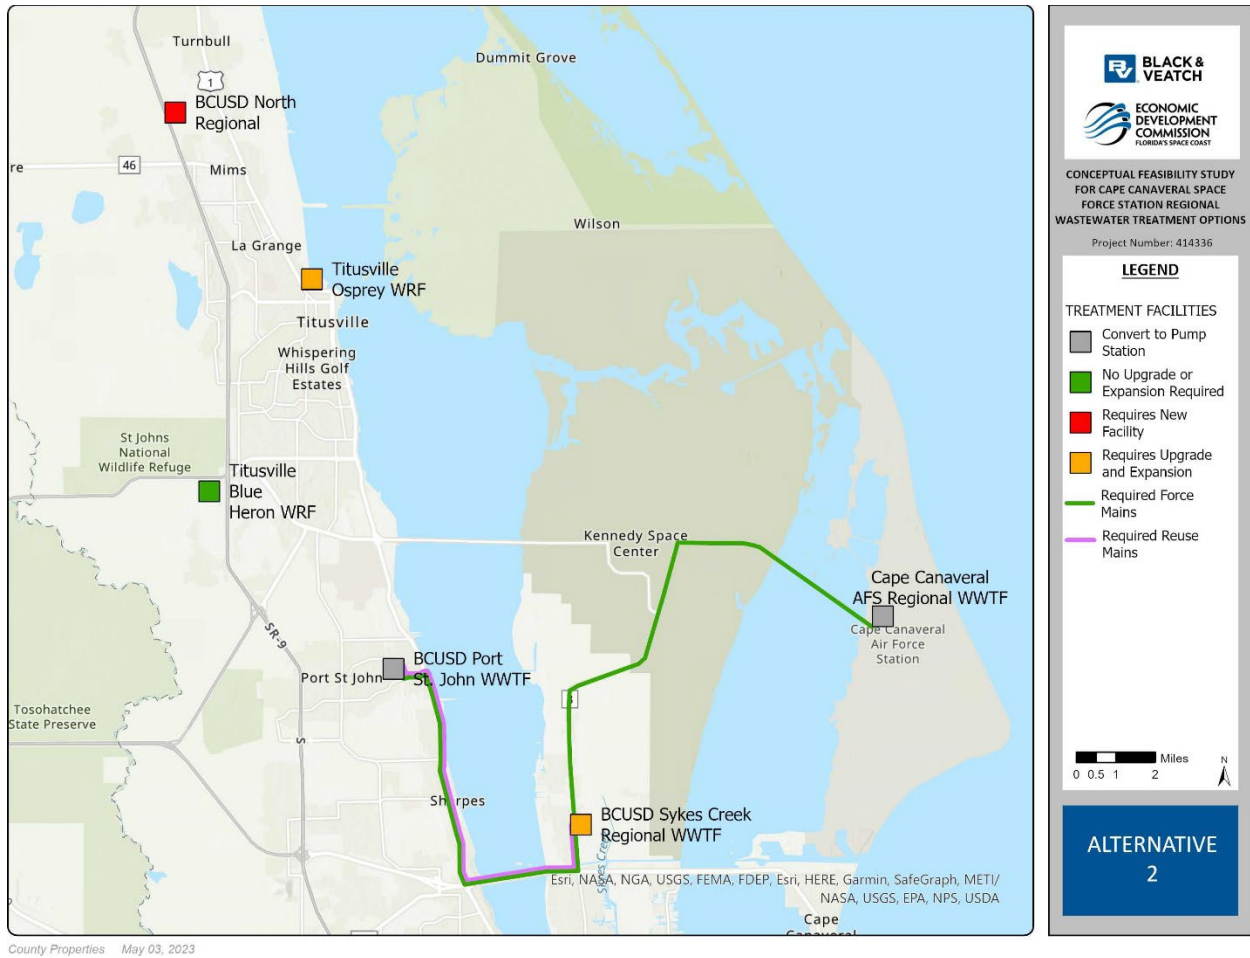 Turnbull
1
Dummit Grove
BCUSD North
Regional
re
46
Mims
Wilson
La Grange
Titusville
Osprey WRF
Titusville
Whispering
Hills Golf
Estates
St Johns
National
Wildlife Refuge
Titusville
Blue
Heron WRF
Kennedy Space
Center
Cape Canaveral
AFS Regional WWTF
Cape Canaveral
Air Force
Station
SR-9
BCUSD Port
St. John WWTF
Port St John
Tosohatchee
State Preserve
S
Sharpes
BCUSD Sykes Creek
Regional WWTF
Sykes Creek
Esri, NASA, NGA, USGS, FEMA, FDEP, Esri, HERE, Garmin, SafeGraph, METI/
NASA, USGS, EPA, NPS, USDA
Cape
Canaveral
BV
BLACK &
VEATCH
ECONOMIC
DEVELOPMENT
COMMISSION
FLORIDA'S SPACE COAST
CONCEPTUAL FEASIBILITY STUDY
FOR CAPE CANAVERAL SPACE
FORCE STATION REGIONAL
WASTEWATER TREATMENT OPTIONS
Project Number: 414336
LEGEND
TREATMENT FACILITIES
Convert to Pump
Station
No Upgrade or
Expansion Required
Requires New
Facility
Requires Upgrade
and Expansion
Required Force
Mains
Required Reuse
Mains
Miles
0 0.5 1 2
N
ALTERNATIVE
2
County Properties May 03, 2023